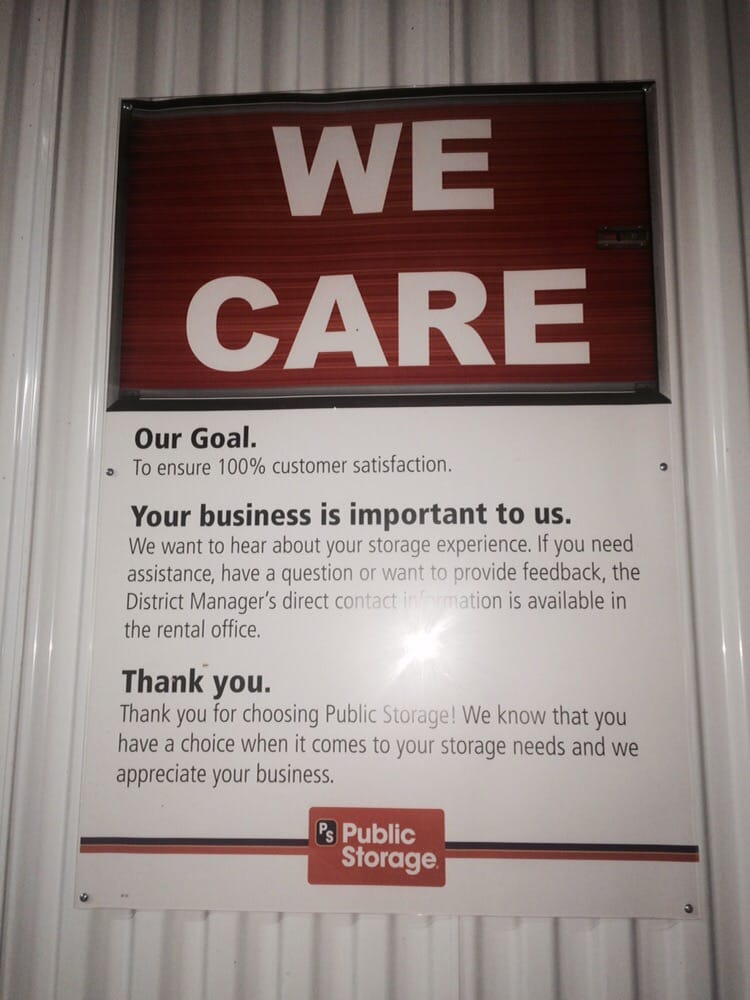 WE
CARE
Our Goal.
To ensure 100% customer satisfaction.
Your business is important to us.
We want to hear about your storage experience. If you need
assistance, have a question or want to provide feedback, the
District Manager's direct contact information is available in
the rental office.
Thank you.
Thank you for choosing Public Storage! We know that you
have a choice when it comes to your storage needs and we
appreciate your business.
PS Public
Storage.